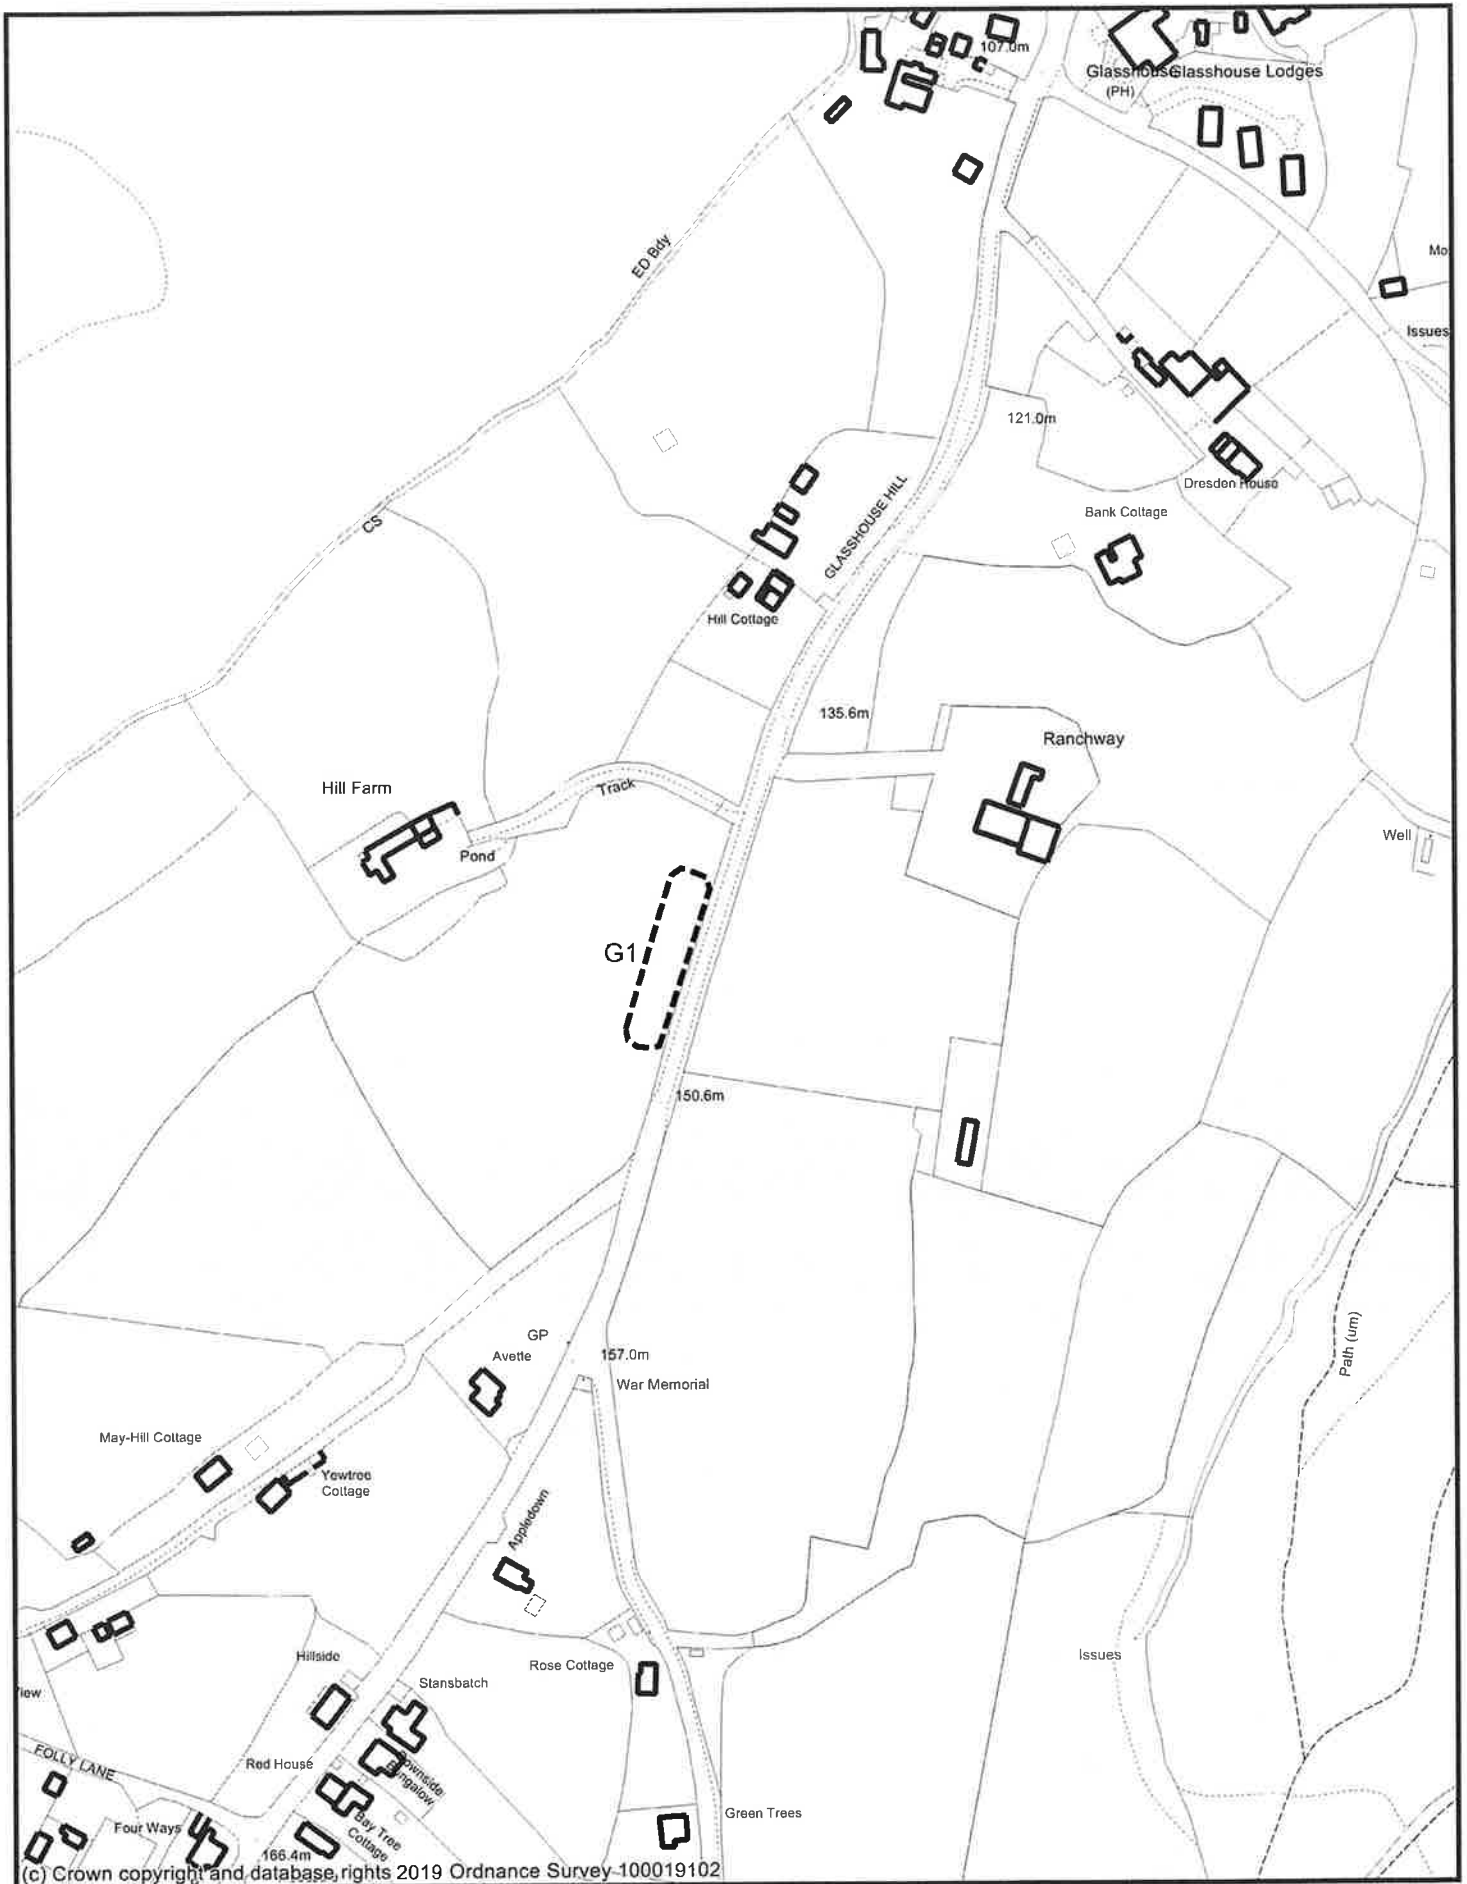 107.0m
Glasshouse
Glasshouse Lodges
(PH)
ED Bdy
Mo
Issues
121.0m
GLASSHOUSE HILL
Dresden House
Bank Cottage
CS
Hill Cottage
135.6m
Ranchway
Hill Farm
Track
Well
Pond
G1
150.6m
Path (um)
GP
Avette
157.0m
War Memorial
May-Hill Cottage
Yewtree
Cottage
Appledown
Hillside
Rose Cottage
Issues
Stansbatch
iew
FOLLY LANE
Red House
Downside
Bungalow
Green Trees
Four Ways
Bay Tree
Cottage
166.4m
(c) Crown copyright and database rights 2019 Ordnance Survey 100019102